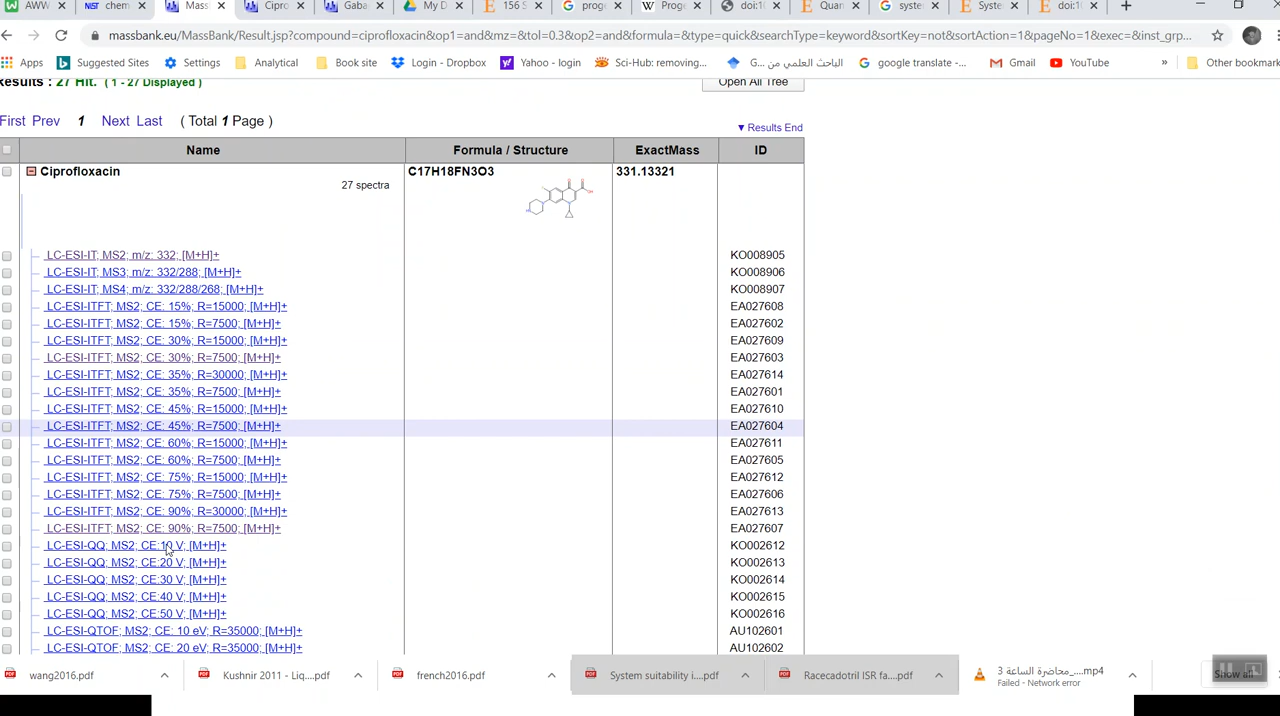 AWW
NIST chem
Mass
Cipro
Gaba
My D
E 156 S
proge
W Proge
doi:10
E Quan
syste
E Syste
E doi:1
massbank.eu/MassBank/Result.jsp?compound=ciprofloxacin&op1=and&mz=&tol=0.3&op2=and&formula=&type=quick&searchType=keyword&sortKey=not&sortAction=1&pageNo=1&exec=&inst_grp...
Apps
Suggested Sites
Settings
Analytical
Book site
Login - Dropbox
Yahoo - login
Sci-Hub: removing...
G... الباحث العلمي من
google translate -...
Gmail
YouTube
»
Other bookmark
esults : 27 Hit. ( 1 - 27 Displayed )
Open All Tree
First Prev 1 Next Last ( Total 1 Page )
▼ Results End
Name Formula / Structure ExactMass ID
Ciprofloxacin C17H18FN3O3 331.13321
27 spectra
LC-ESI-IT; MS2; m/z: 332; [M+H]+ KO008905
LC-ESI-IT; MS3; m/z: 332/288; [M+H]+ KO008906
LC-ESI-IT; MS4; m/z: 332/288/268; [M+H]+ KO008907
LC-ESI-ITFT; MS2; CE: 15%; R=15000; [M+H]+ EA027608
LC-ESI-ITFT; MS2; CE: 15%; R=7500; [M+H]+ EA027602
LC-ESI-ITFT; MS2; CE: 30%; R=15000; [M+H]+ EA027609
LC-ESI-ITFT; MS2; CE: 30%; R=7500; [M+H]+ EA027603
LC-ESI-ITFT; MS2; CE: 35%; R=30000; [M+H]+ EA027614
LC-ESI-ITFT; MS2; CE: 35%; R=7500; [M+H]+ EA027601
LC-ESI-ITFT; MS2; CE: 45%; R=15000; [M+H]+ EA027610
LC-ESI-ITFT; MS2; CE: 45%; R=7500; [M+H]+ EA027604
LC-ESI-ITFT; MS2; CE: 60%; R=15000; [M+H]+ EA027611
LC-ESI-ITFT; MS2; CE: 60%; R=7500; [M+H]+ EA027605
LC-ESI-ITFT; MS2; CE: 75%; R=15000; [M+H]+ EA027612
LC-ESI-ITFT; MS2; CE: 75%; R=7500; [M+H]+ EA027606
LC-ESI-ITFT; MS2; CE: 90%; R=30000; [M+H]+ EA027613
LC-ESI-ITFT; MS2; CE: 90%; R=7500; [M+H]+ EA027607
LC-ESI-QQ; MS2; CE:10 V; [M+H]+ KO002612
LC-ESI-QQ; MS2; CE:20 V; [M+H]+ KO002613
LC-ESI-QQ; MS2; CE:30 V; [M+H]+ KO002614
LC-ESI-QQ; MS2; CE:40 V; [M+H]+ KO002615
LC-ESI-QQ; MS2; CE:50 V; [M+H]+ KO002616
LC-ESI-QTOF; MS2; CE: 10 eV; R=35000; [M+H]+ AU102601
LC-ESI-QTOF; MS2; CE: 20 eV; R=35000; [M+H]+ AU102602
wang2016.pdf
Kushnir 2011 - Liq....pdf
french2016.pdf
System suitability i....pdf
Racecadotril ISR fa....pdf
3 محاضرة الساعة_....mp4
Failed - Network error
Show all